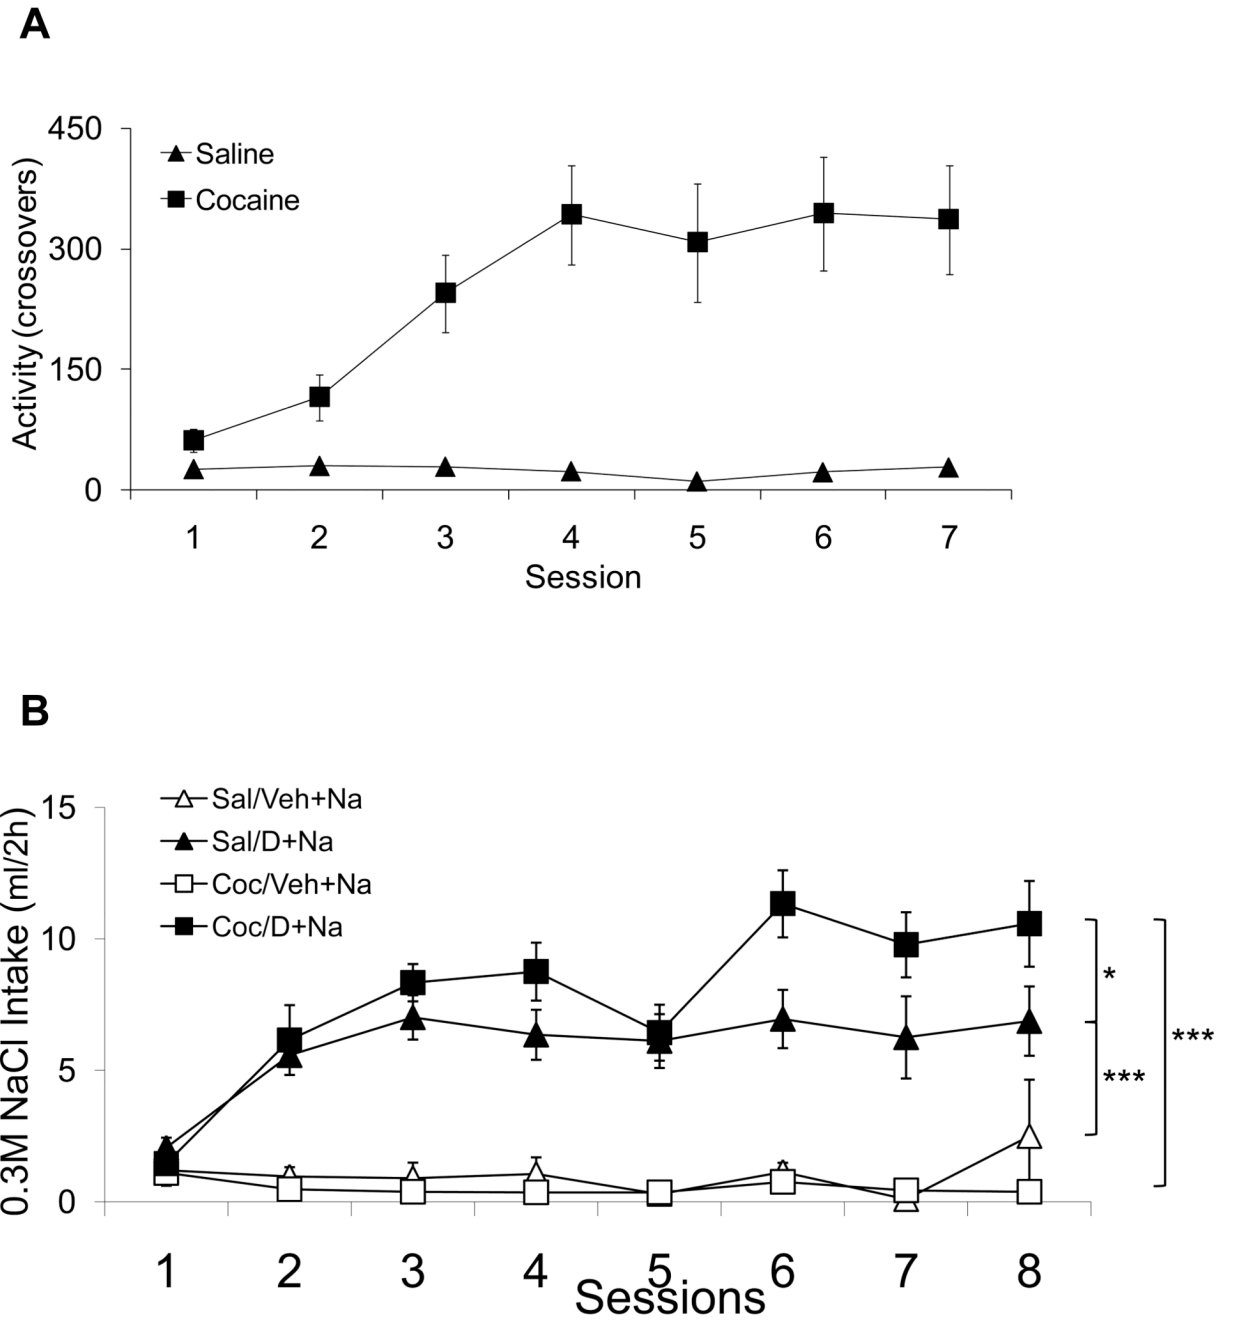 A
450
300
150
0
Activity (crossovers)
Saline
Cocaine
1 2 3 4 5 6 7
Session
B
15
10
5
0
0.3M NaCl Intake (ml/2h)
Sal/Veh+Na
Sal/D+Na
Coc/Veh+Na
Coc/D+Na
*
***
***
1 2 3 4 5 6 7 8
Sessions